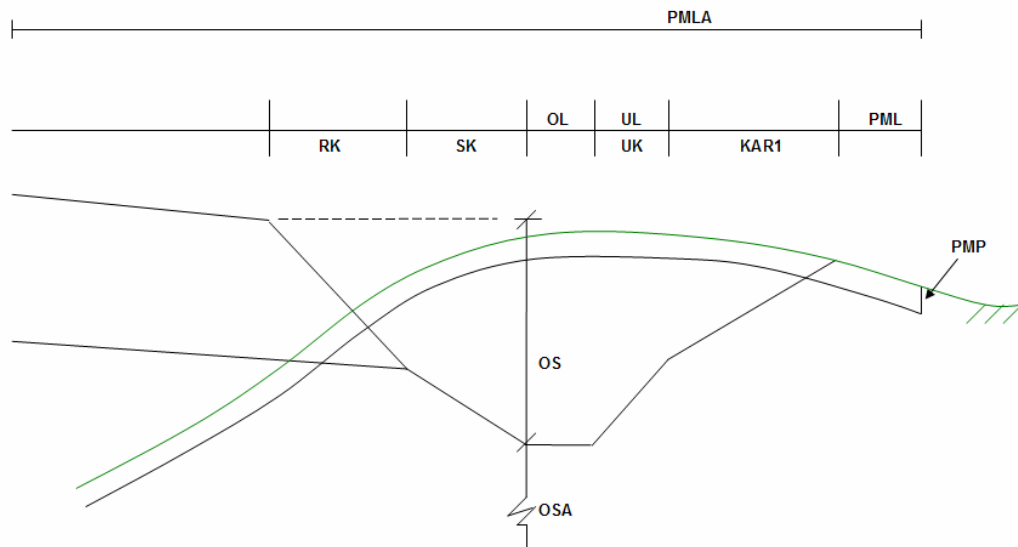 PMLA
OL UL PML
RK SK UK KAR1
PMP
OS
OSA